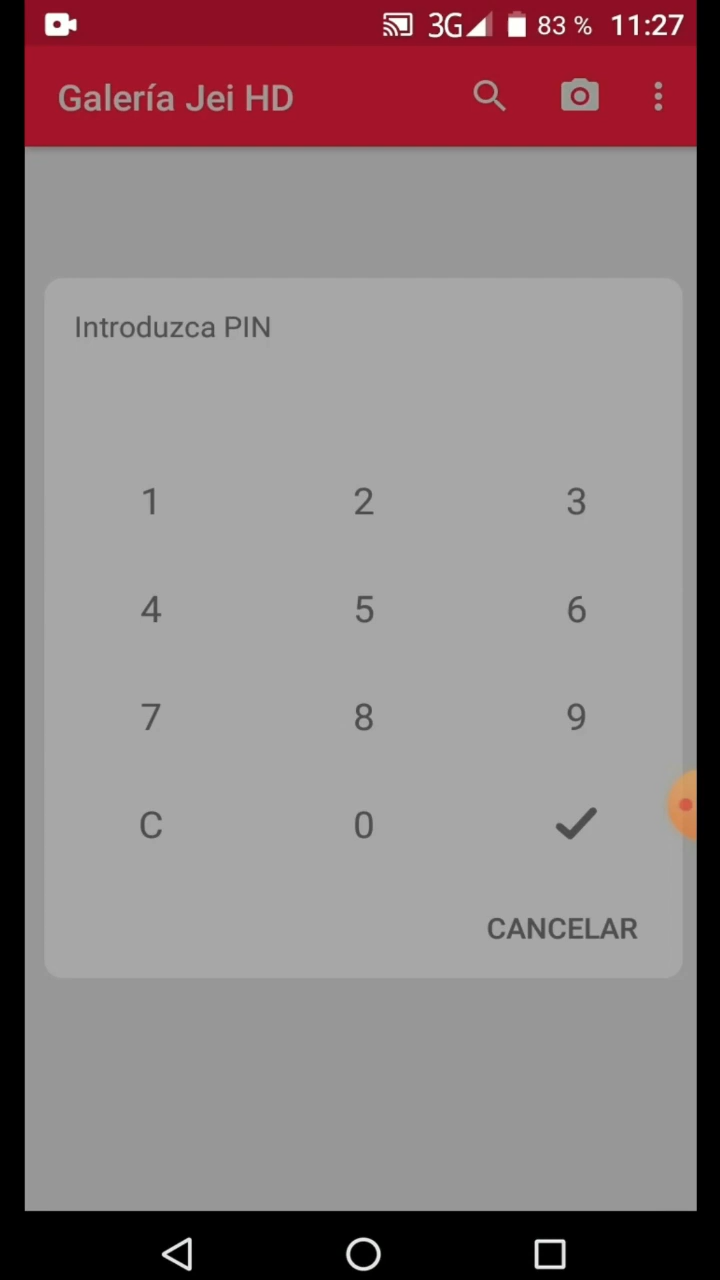 3G 83 % 11:27
Galería Jei HD
Introduzca PIN
1 2 3
4 5 6
7 8 9
C 0
CANCELAR